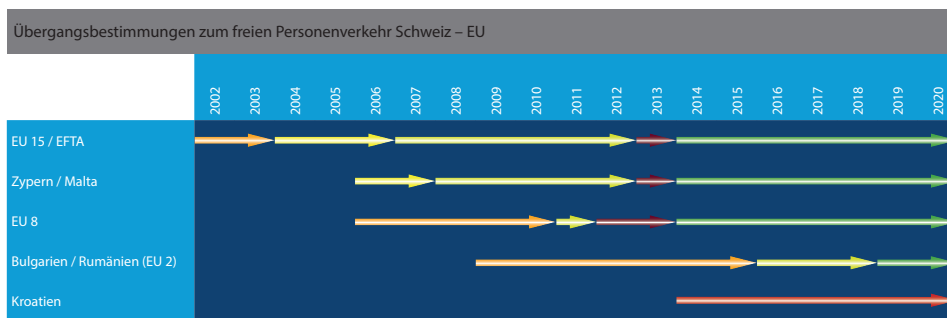 Übergangsbestimmungen zum freien Personenverkehr Schweiz – EU
2002 2003 2004 2005 2006 2007 2008 2009 2010 2011 2012 2013 2014 2015 2016 2017 2018 2019 2020
EU 15 / EFTA
Zypern / Malta
EU 8
Bulgarien / Rumänien (EU 2)
Kroatien